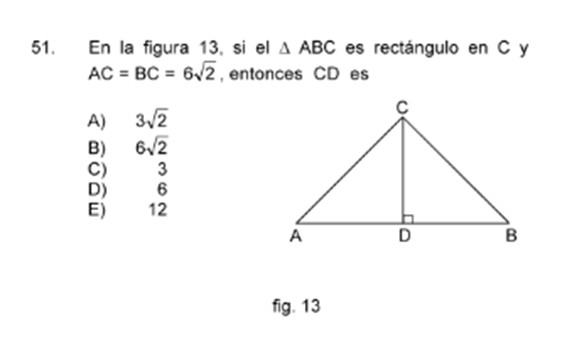 51. En la figura 13, si el Δ ABC es rectángulo en C y
AC = BC = 6√2 , entonces CD es
A) 3√2
B) 6√2
C) 3
D) 6
E) 12
C
A D B
fig. 13